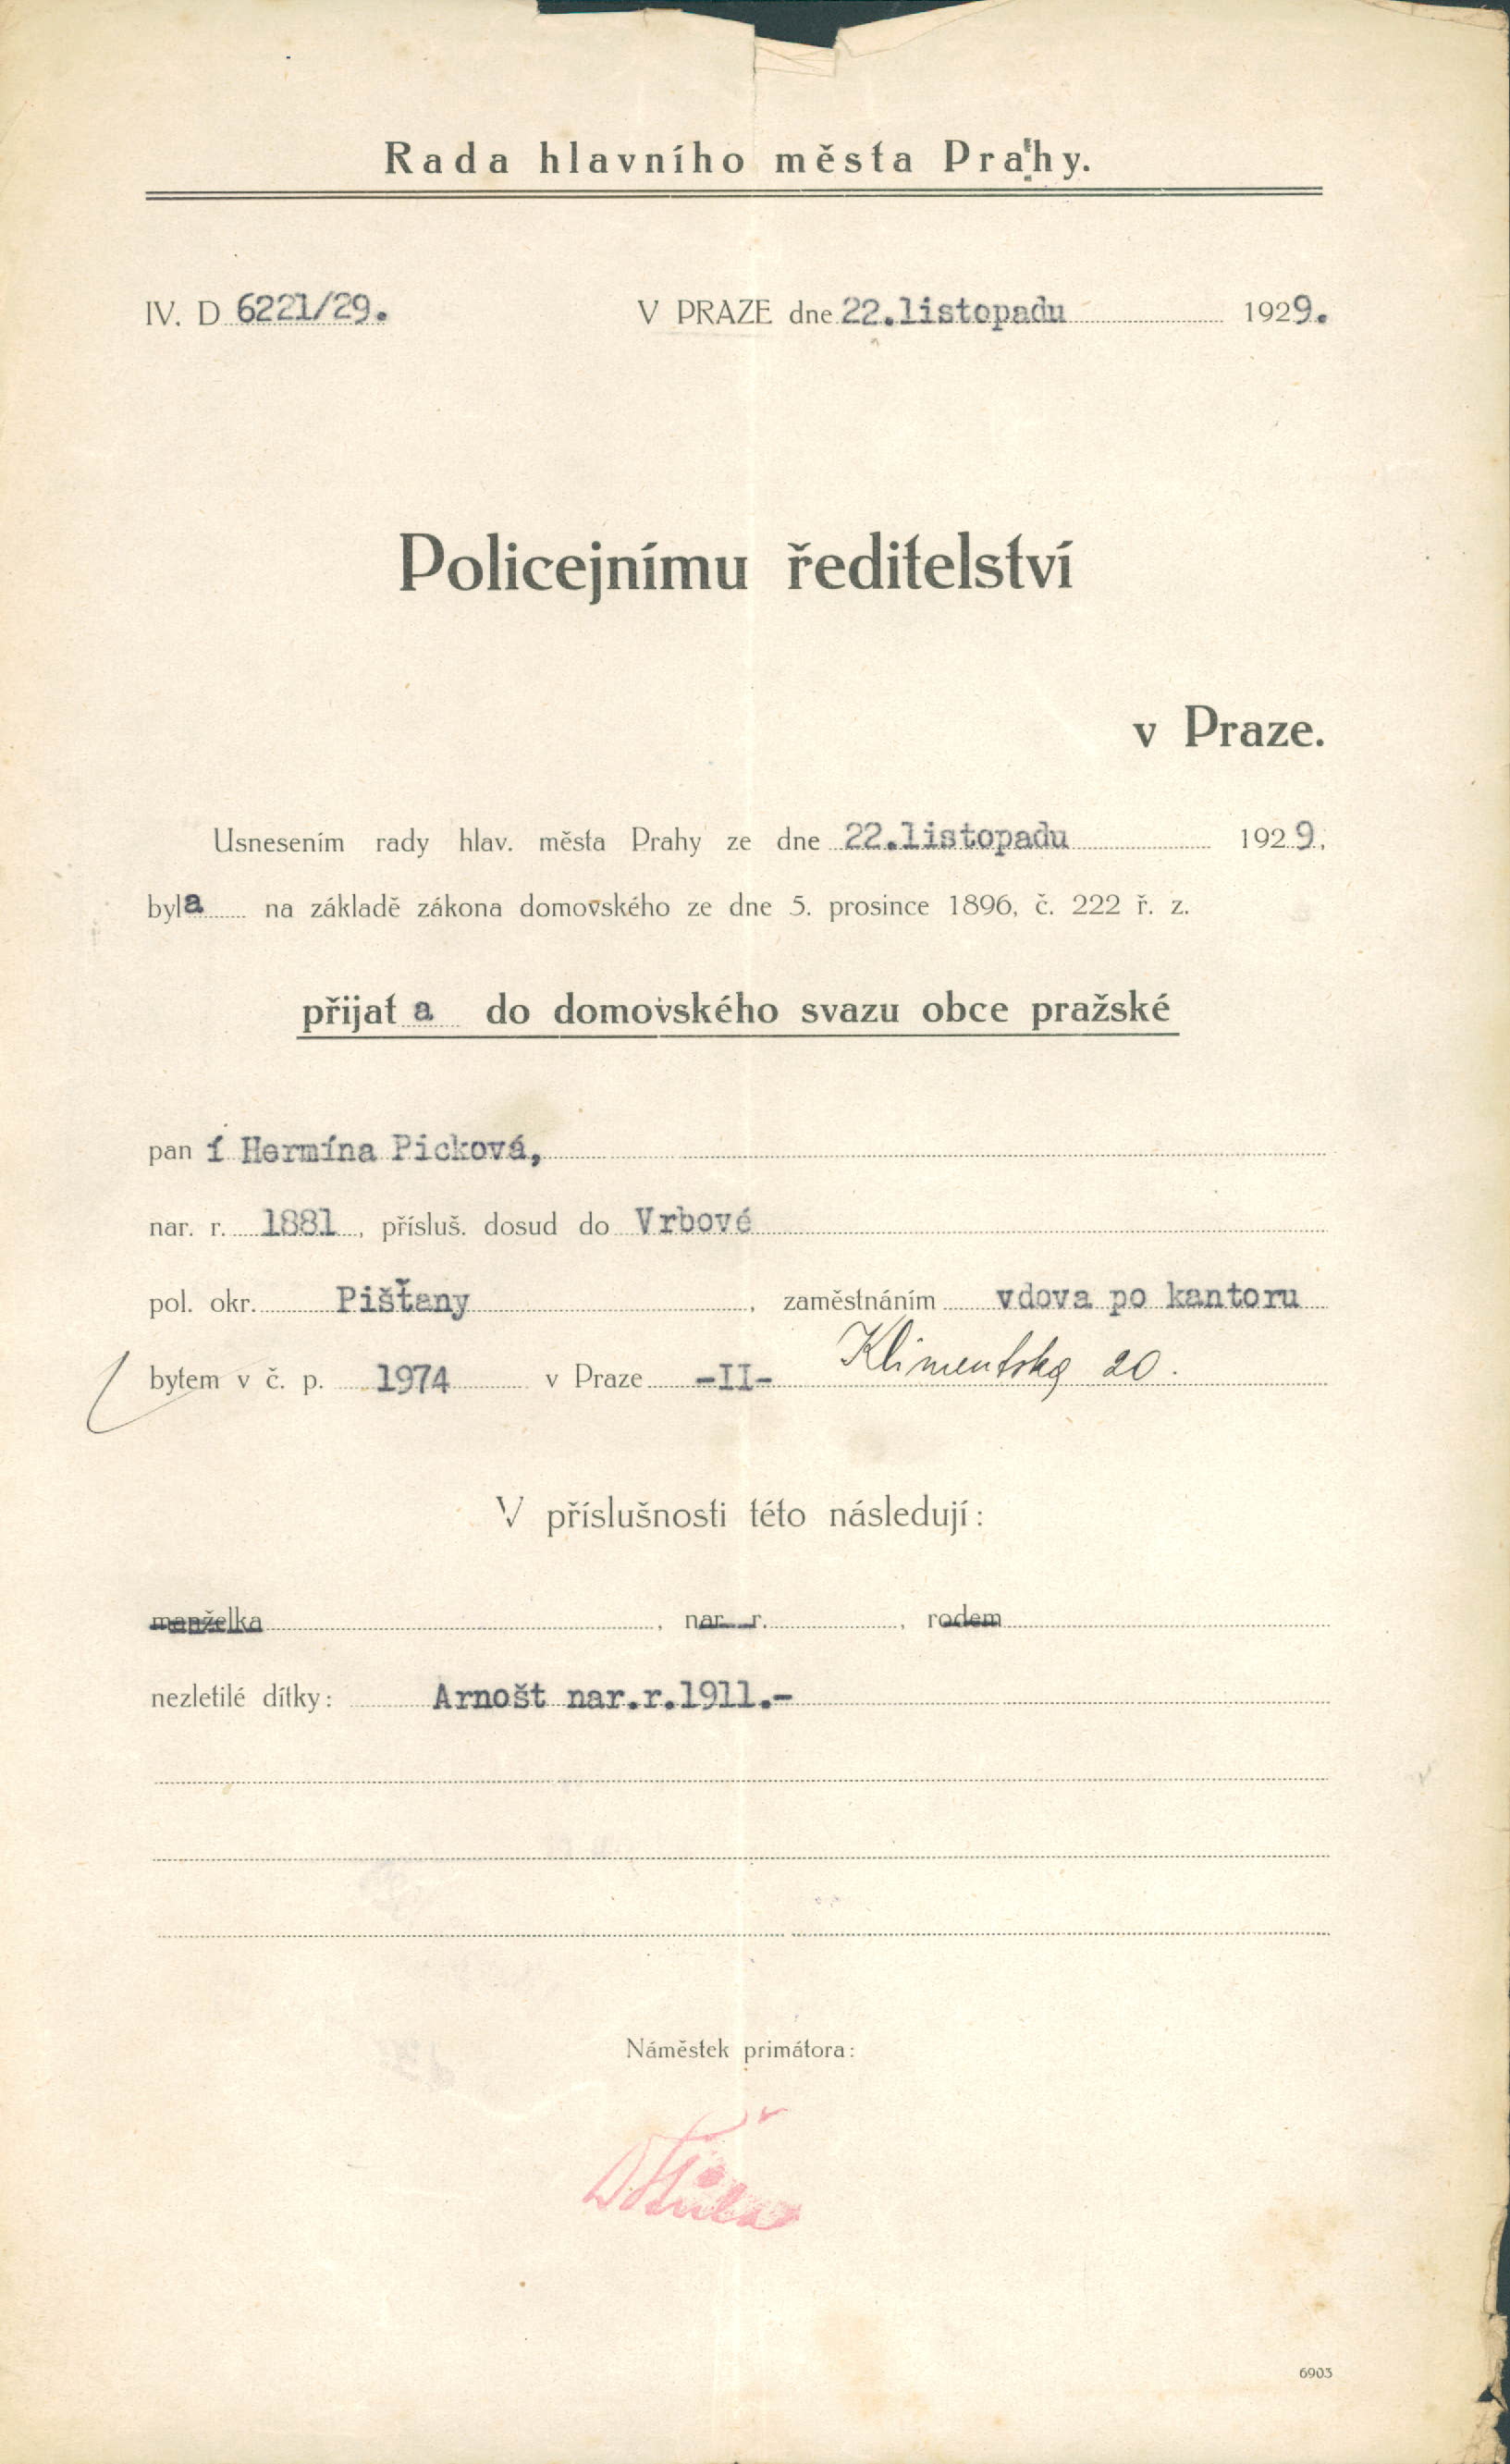 Rada hlavního města Prahy.
IV. D 6221/29. V PRAZE dne 22.listopadu 1929.
Policejnímu ředitelství
v Praze.
Usnesením rady hlav. města Prahy ze dne 22.listopadu 1929,
byla na základě zákona domovského ze dne 5. prosince 1896, č. 222 ř. z.
přijat a do domovského svazu obce pražské
pan í Hermína Picková,
nar. r. 1881, přísluš. dosud do Vrbové
pol. okr. Pišťany, zaměstnáním vdova po kantoru
bytem v č. p. 1974 v Praze -II- Klimentská 20.
V příslušnosti této následují:
manželka, nar. r., rodem
nezletilé dítky: Arnošt nar.r.1911.-
Náměstek primátora:
6903